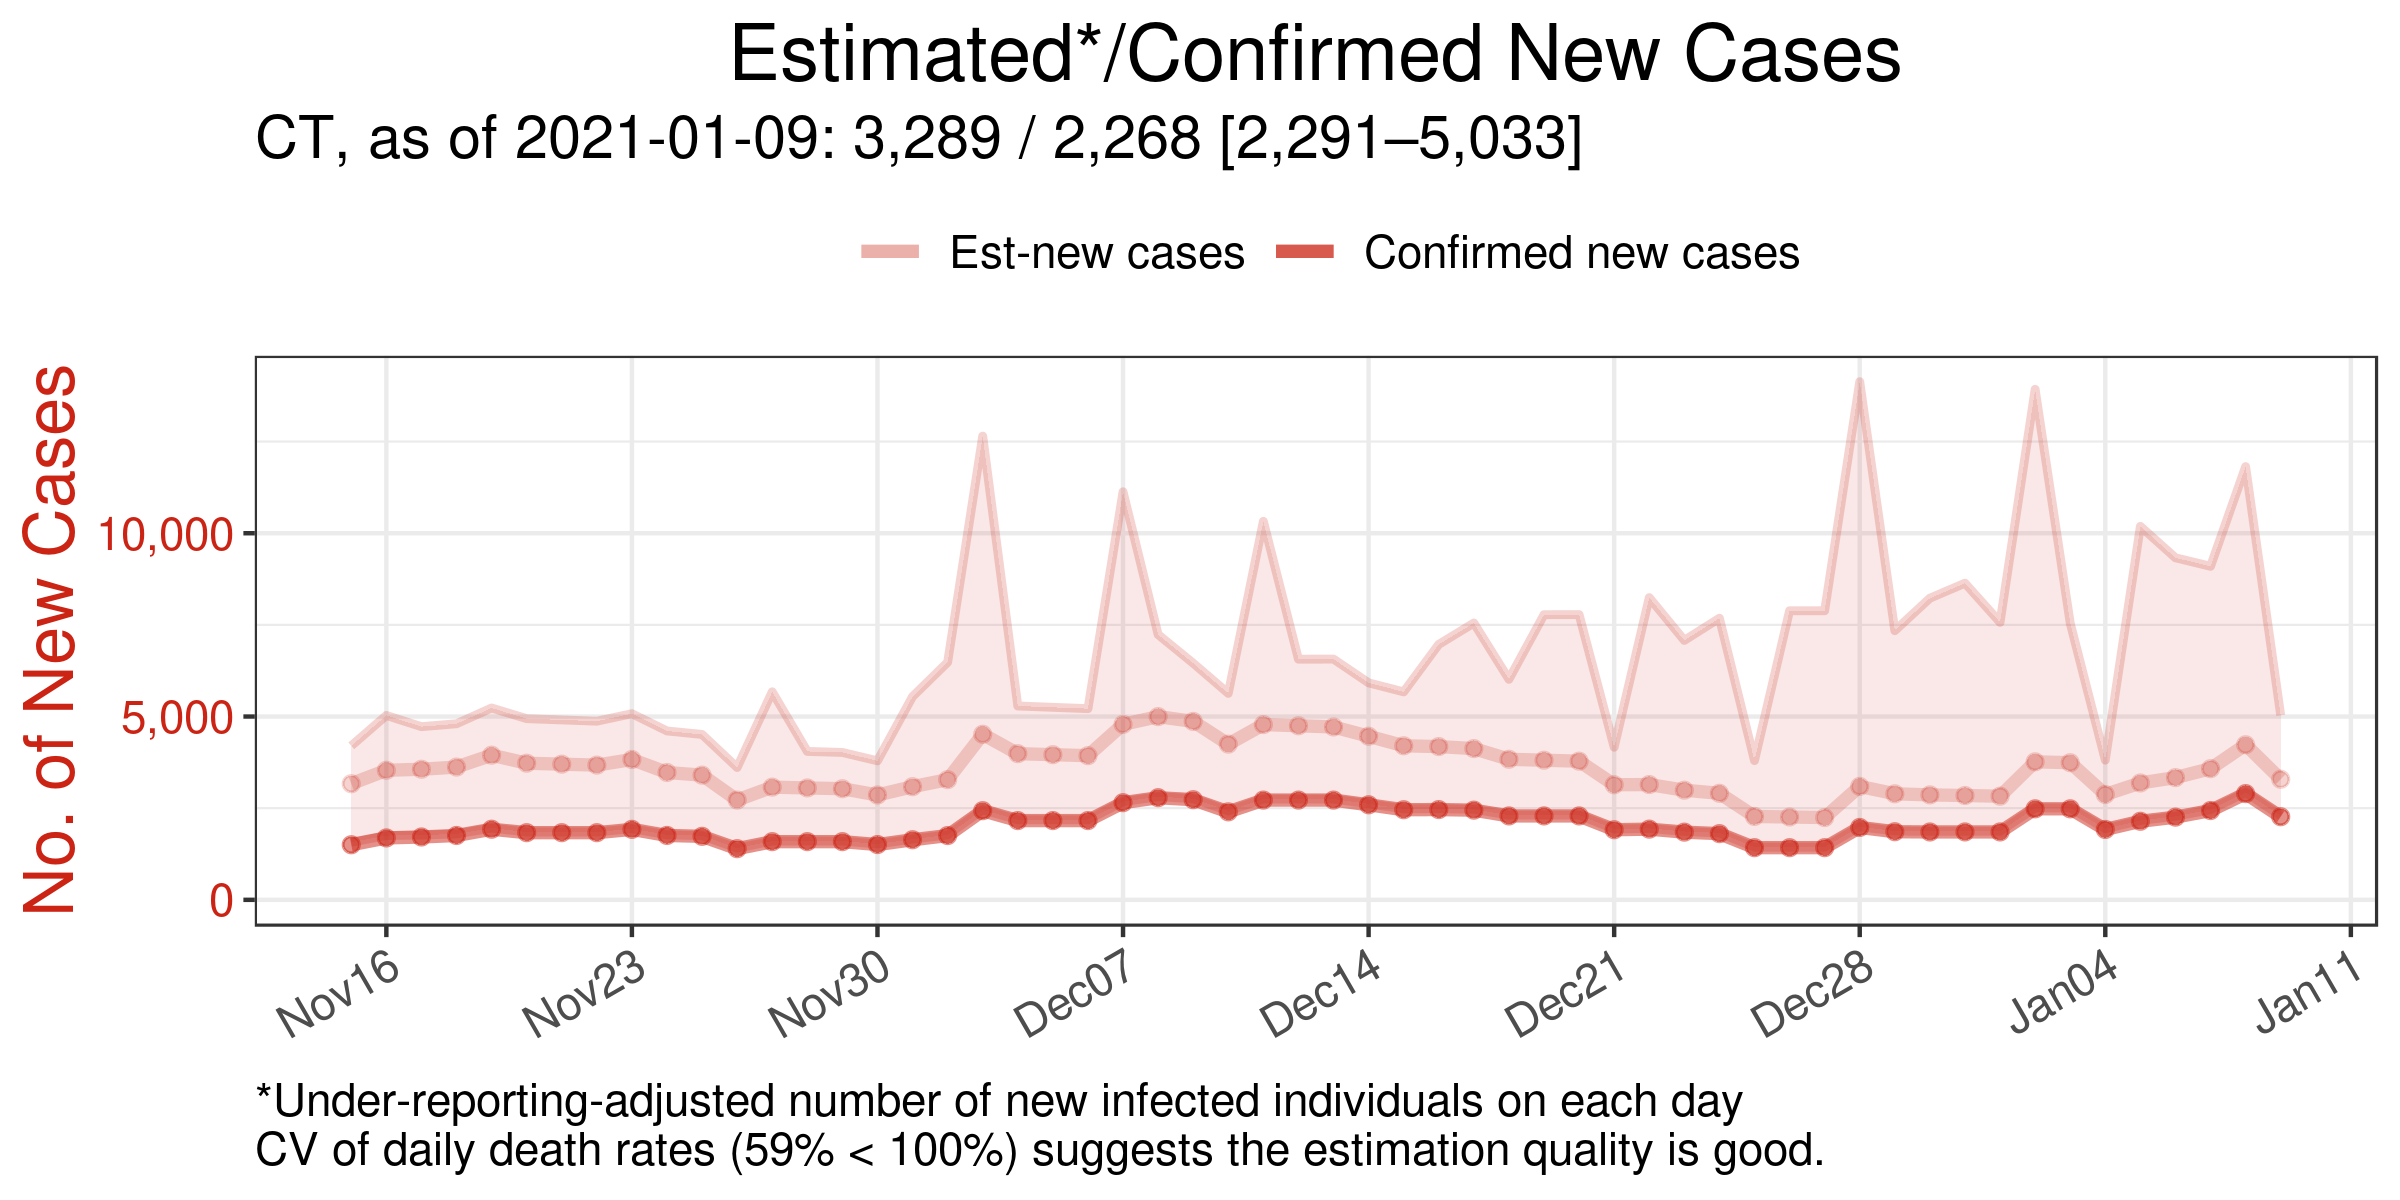 Estimated*/Confirmed New Cases
CT, as of 2021-01-09: 3,289 / 2,268 [2,291–5,033]
Est-new cases Confirmed new cases
No. of New Cases
10,000
5,000
0
Nov16 Nov23 Nov30 Dec07 Dec14 Dec21 Dec28 Jan04 Jan11
*Under-reporting-adjusted number of new infected individuals on each day
CV of daily death rates (59% < 100%) suggests the estimation quality is good.